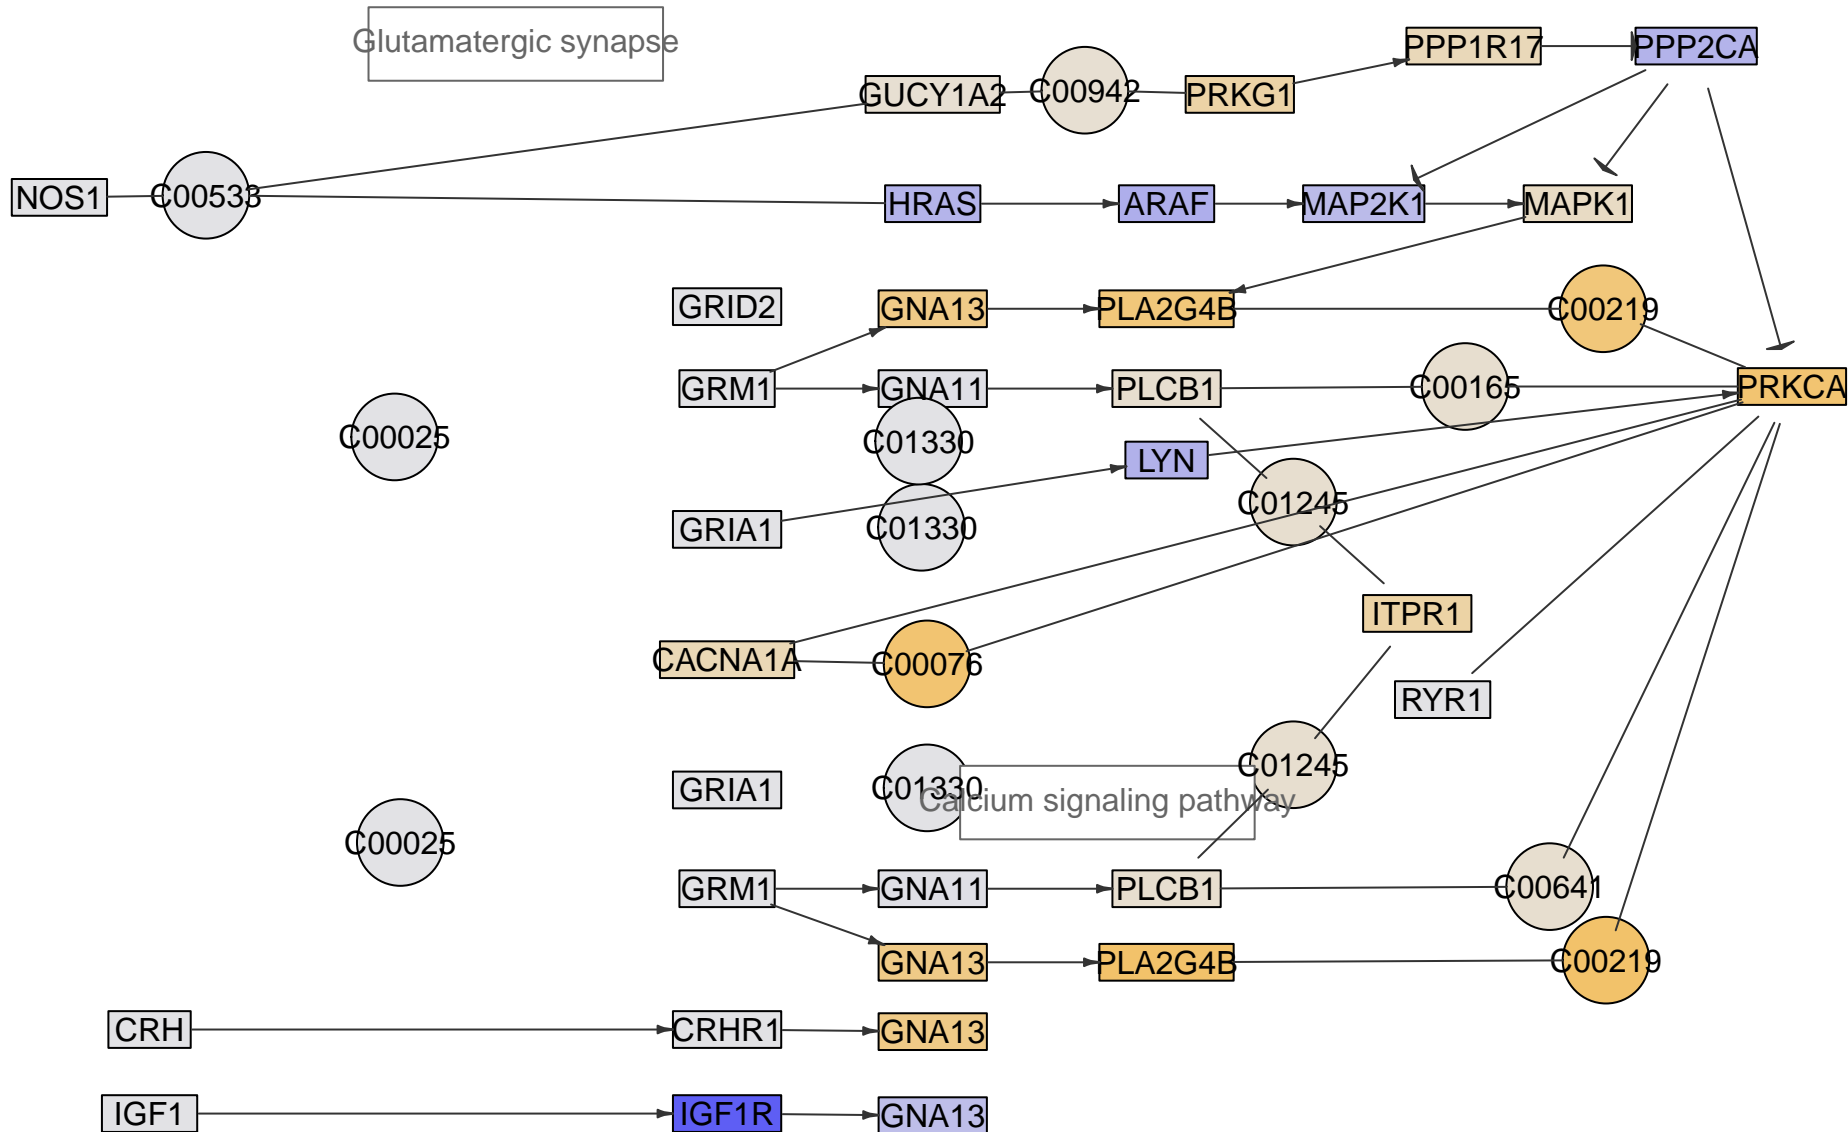 Glutamatergic synapse
PPP1R17
PPP2CA
GUCY1A2
C00942
PRKG1
NOS1
C00533
HRAS
ARAF
MAP2K1
MAPK1
GRID2
GNA13
PLA2G4B
C00219
GRM1
GNA11
PLCB1
C00165
PRKCA
C00025
C01330
LYN
GRIA1
C01330
C01245
ITPR1
CACNA1A
C00076
RYR1
GRIA1
C01330
C01245
Calcium signaling pathway
C00025
GRM1
GNA11
PLCB1
C00641
GNA13
PLA2G4B
C00219
CRH
CRHR1
GNA13
IGF1
IGF1R
GNA13